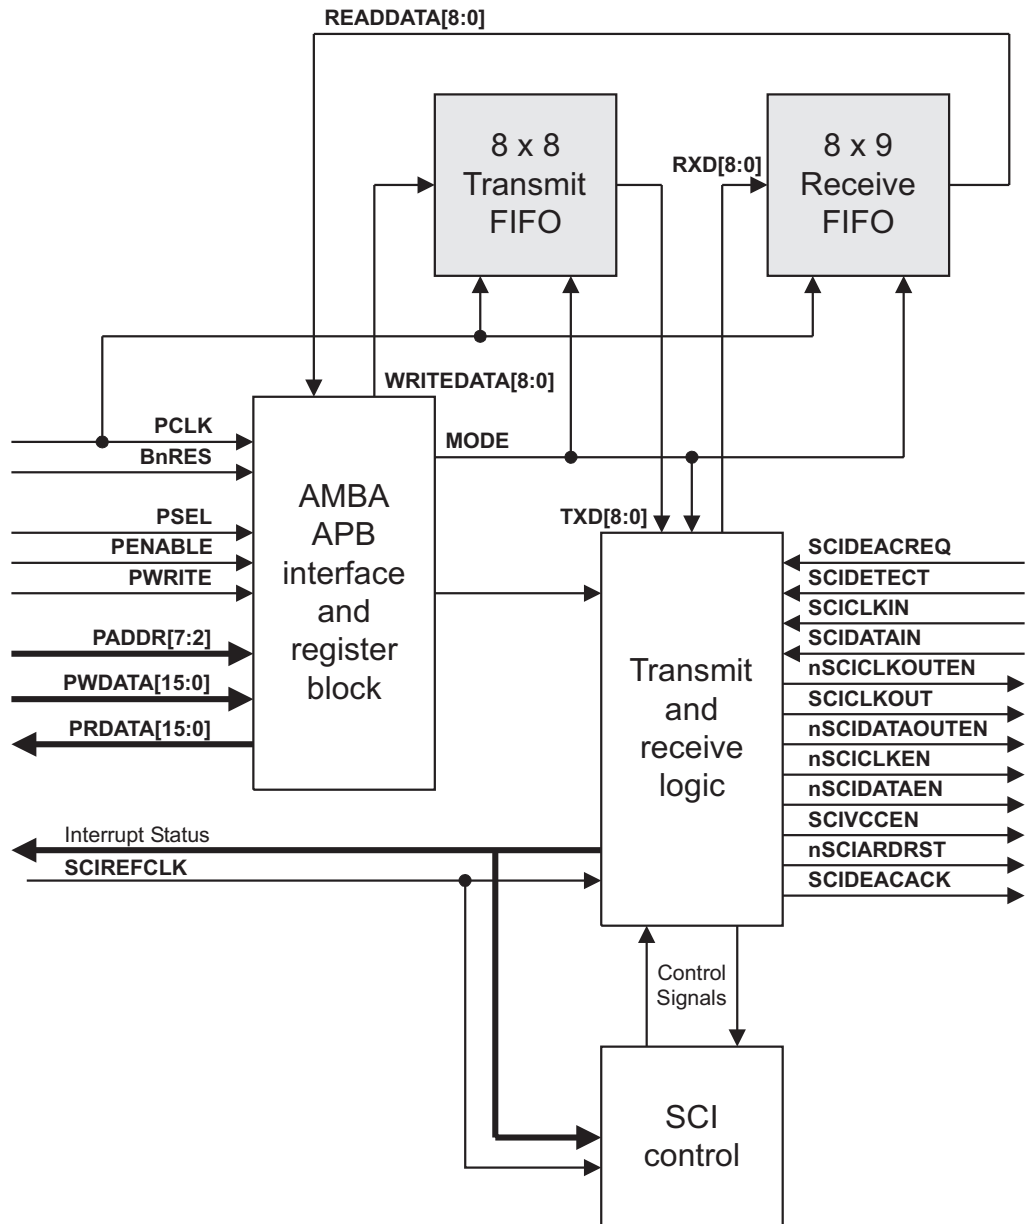 READDATA[8:0]
8 x 8
Transmit
FIFO
RXD[8:0]
8 x 9
Receive
FIFO
WRITEDATA[8:0]
PCLK
BnRES
PSEL
PENABLE
PWRITE
PADDR[7:2]
PWDATA[15:0]
PRDATA[15:0]
AMBA
APB
interface
and
register
block
MODE
TXD[8:0]
Transmit
and
receive
logic
SCIDEACREQ
SCIDETECT
SCICLKIN
SCIDATAIN
nSCICLKOUTEN
SCICLKOUT
nSCIDATAOUTEN
nSCICLKEN
nSCIDATAEN
SCIVCCEN
nSCIARDRST
SCIDEACACK
Interrupt Status
SCIREFCLK
Control
Signals
SCI
control